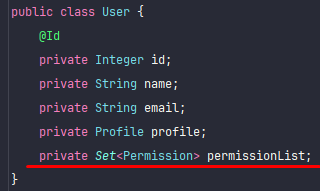 public class User {
@Id
private Integer id;
private String name;
private String email;
private Profile profile;
private Set<Permission> permissionList;
}